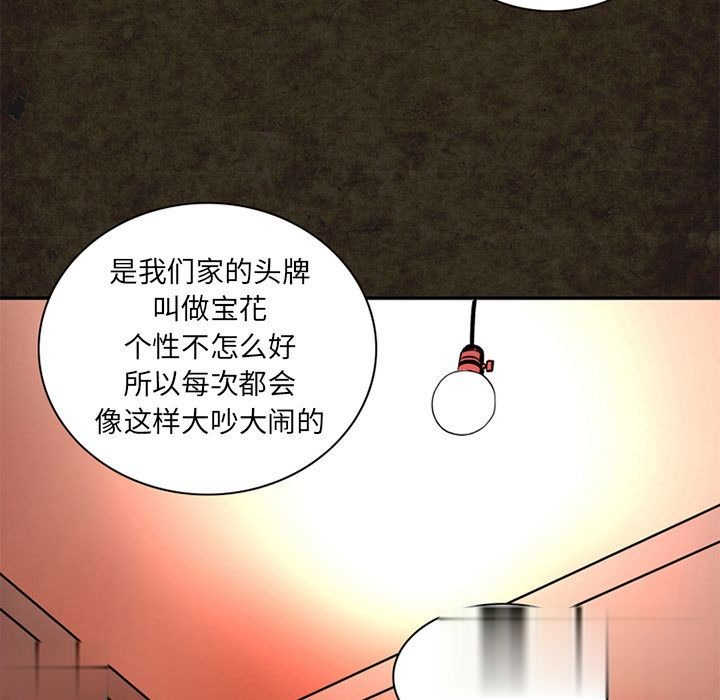 是我们家的头牌
叫做宝花
个性不怎么好
所以每次都会
像这样大吵大闹的